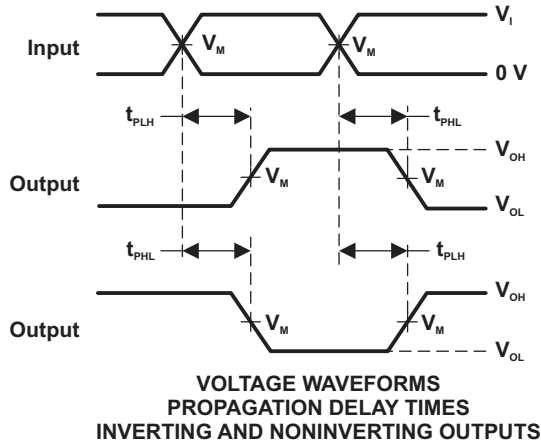 V_I
Input
V_M
V_M
0 V
t_PLH
t_PHL
V_OH
Output
V_M
V_M
V_OL
t_PHL
t_PLH
V_OH
Output
V_M
V_M
V_OL
VOLTAGE WAVEFORMS
PROPAGATION DELAY TIMES
INVERTING AND NONINVERTING OUTPUTS